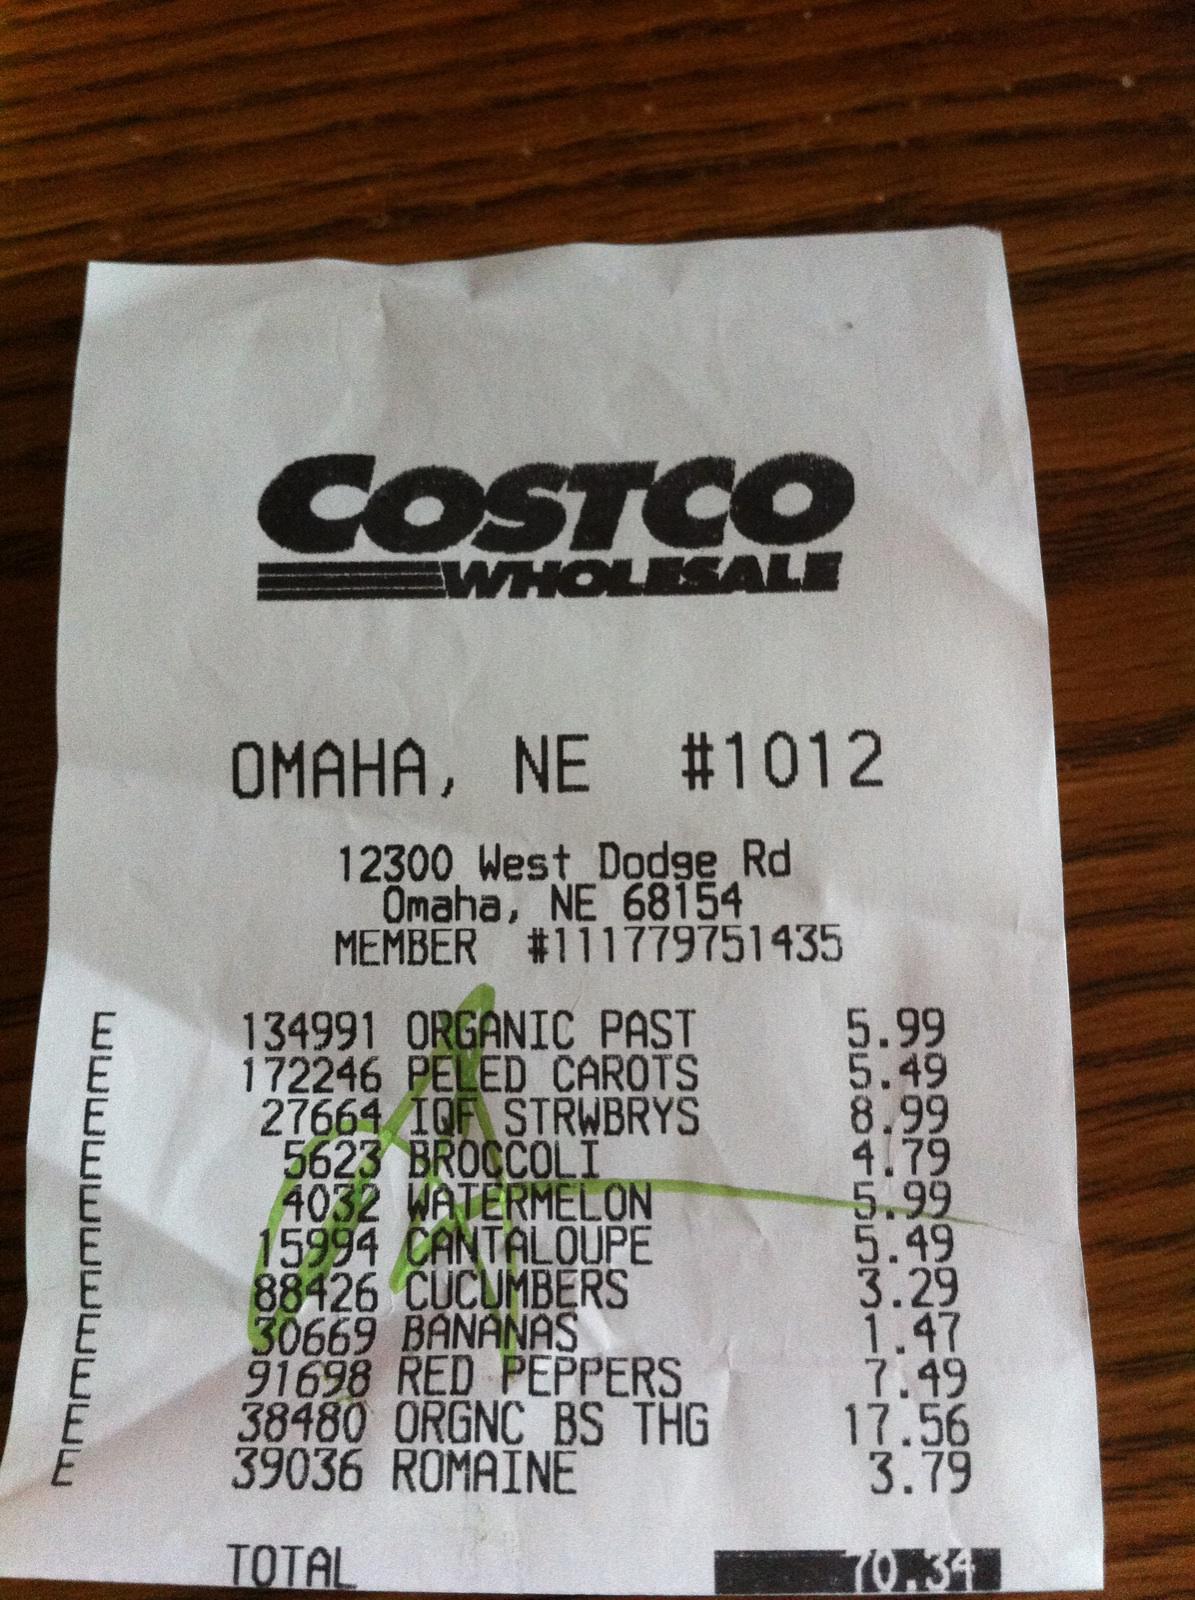 COSTCO
WHOLESALE
OMAHA, NE #1012
12300 West Dodge Rd
Omaha, NE 68154
MEMBER #111779751435
E 134991 ORGANIC PAST 5.99
E 172246 PELED CAROTS 5.49
E 27664 IQF STRWBRYS 8.99
E 5623 BROCCOLI 4.79
E 4032 WATERMELON 5.99
E 15994 CANTALOUPE 5.49
E 88426 CUCUMBERS 3.29
E 30669 BANANAS 1.47
E 91698 RED PEPPERS 7.49
E 38480 ORGNC BS THG 17.56
E 39036 ROMAINE 3.79
TOTAL 70.34